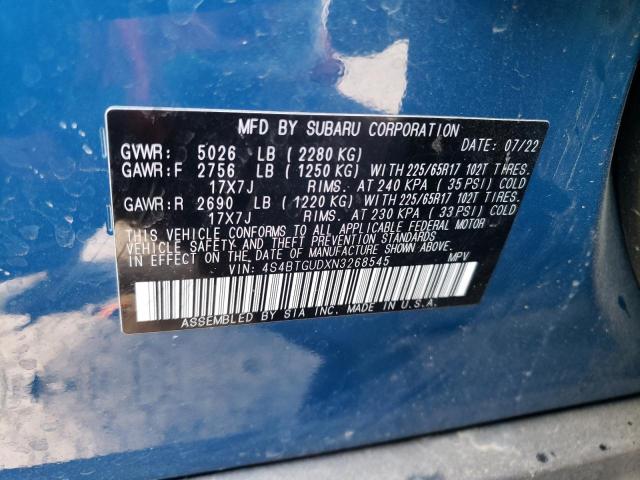 MFD BY SUBARU CORPORATION
GVWR: 5026 LB ( 2280 KG) DATE: 07/22
GAWR:F 2756 LB ( 1250 KG) WITH 225/65R17 102T TIRES,
17X7J RIMS, AT 240 KPA ( 35 PSI) COLD
GAWR:R 2690 LB ( 1220 KG) WITH 225/65R17 102T TIRES,
17X7J RIMS, AT 230 KPA ( 33 PSI) COLD
THIS VEHICLE CONFORMS TO ALL APPLICABLE FEDERAL MOTOR
VEHICLE SAFETY AND THEFT PREVENTION STANDARDS
IN EFFECT ON THE DATE OF MANUFACTURE SHOWN ABOVE.
VIN: 4S4BTGUDXN3268545 MPV
ASSEMBLED BY SIA INC. MADE IN U.S.A.